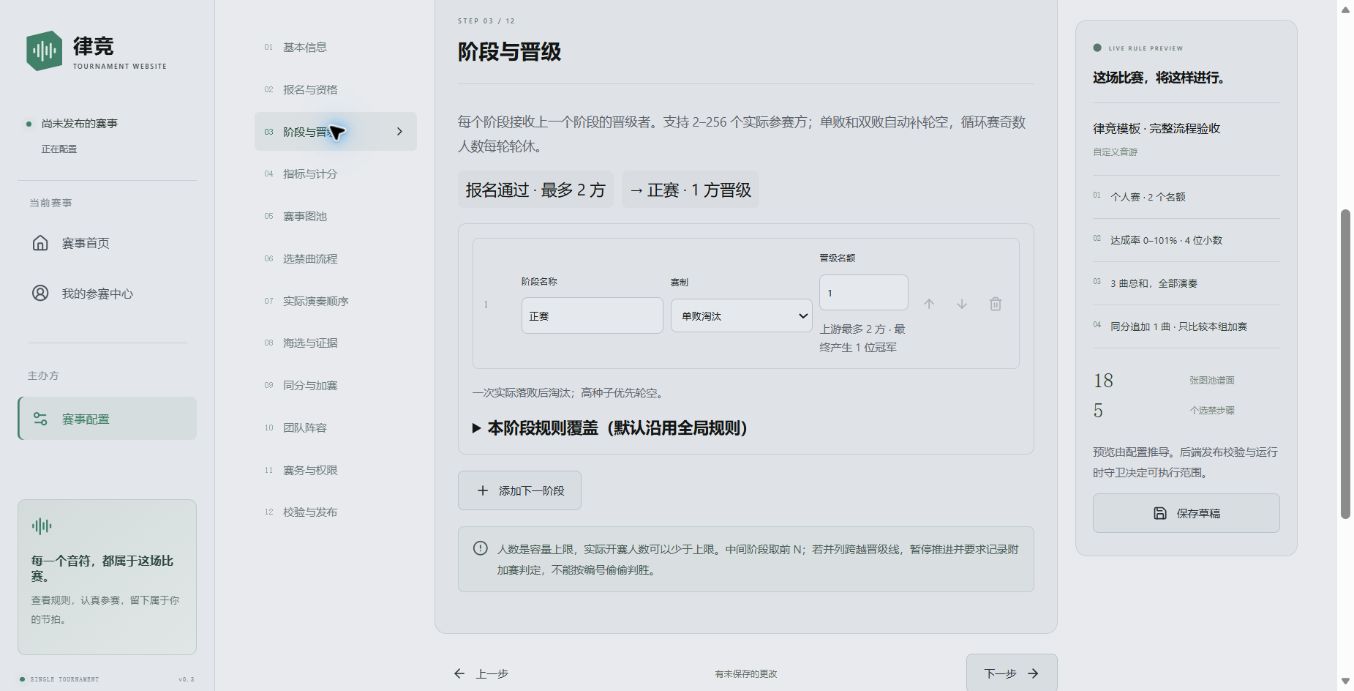 律竞
TOURNAMENT WEBSITE
尚未发布的赛事
正在配置
当前赛事
赛事首页
我的参赛中心
主办方
赛事配置
每一个音符，都属于这场比
赛。
查看规则，认真参赛，留下属于你
的节拍。
SINGLE TOURNAMENT
v0.3
01 基本信息
02 报名与资格
03 阶段与晋级
04 指标与计分
05 赛事图池
06 选禁曲流程
07 实际演奏顺序
08 海选与证据
09 同分与加赛
10 团队阵容
11 赛务与权限
12 校验与发布
STEP 03 / 12
阶段与晋级
每个阶段接收上一个阶段的晋级者。支持 2–256 个实际参赛方；单败和双败自动补轮空，循环赛奇数
人数每轮轮休。
报名通过 · 最多 2 方
→ 正赛 · 1 方晋级
1
阶段名称
正赛
赛制
单败淘汰
晋级名额
1
上游最多 2 方 · 最
终产生 1 位冠军
一次实际落败后淘汰；高种子优先轮空。
▶ 本阶段规则覆盖（默认沿用全局规则）
＋ 添加下一阶段
人数是容量上限，实际开赛人数可以少于上限。中间阶段取前 N；若并列跨越晋级线，暂停推进并要求记录附
加赛判定，不能按编号偷偷判胜。
← 上一步
有未保存的更改
下一步 →
LIVE RULE PREVIEW
这场比赛，将这样进行。
律竞模板 · 完整流程验收
自定义音游
01 个人赛 · 2 个名额
02 达成率 0–101% · 4 位小数
03 3 曲总和，全部演奏
04 同分追加 1 曲 · 只比较本组加赛
18 张图池谱面
5 个选禁步骤
预览由配置推导。后端发布校验与运行
时守卫决定可执行范围。
保存草稿